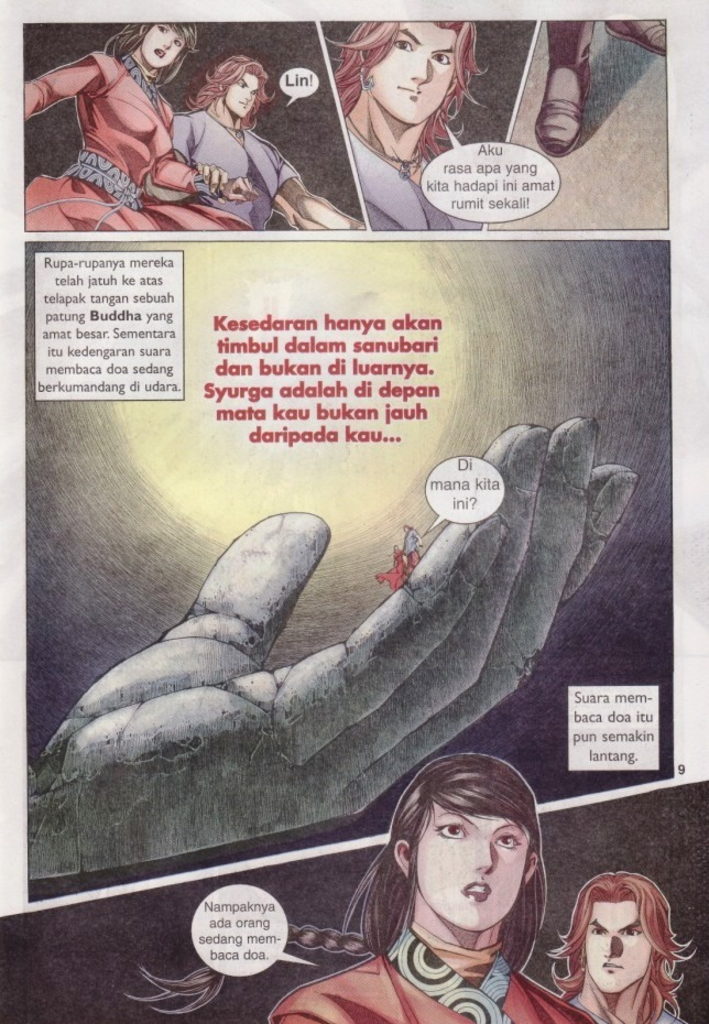 Lin!
Aku
rasa apa yang
kita hadapi ini amat
rumit sekali!
Rupa-rupanya mereka
telah jatuh ke atas
telapak tangan sebuah
patung Buddha yang
amat besar. Sementara
itu kedengaran suara
membaca doa sedang
berkumandang di udara.
Kesedaran hanya akan
timbul dalam sanubari
dan bukan di luarnya.
Syurga adalah di depan
mata kau bukan jauh
daripada kau...
Di
mana kita
ini?
Suara mem-
baca doa itu
pun semakin
lantang.
9
Nampaknya
ada orang
sedang mem-
baca doa.